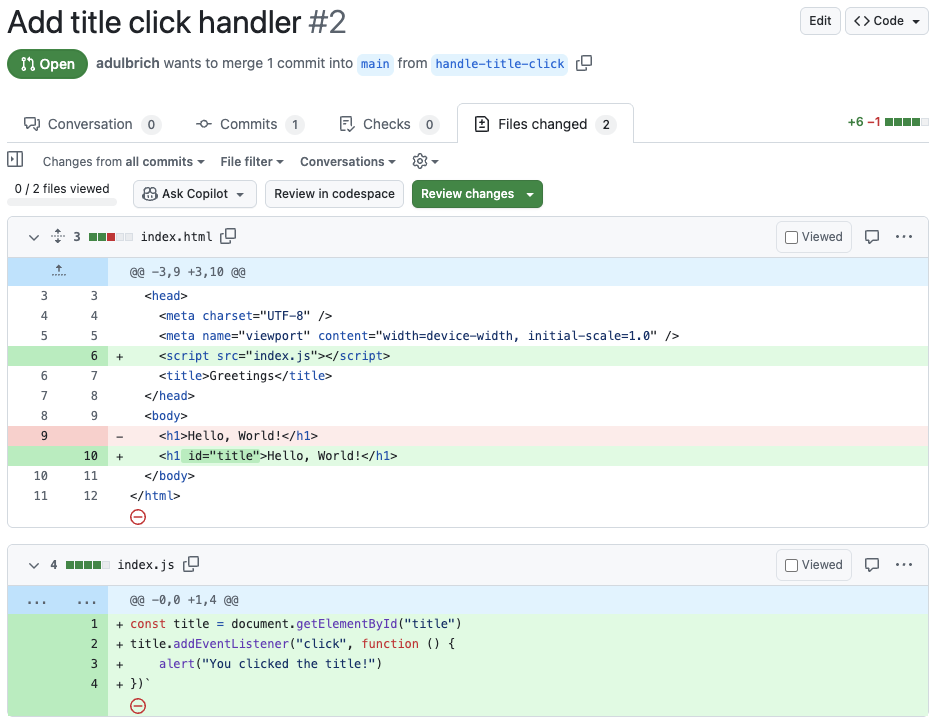 Add title click handler #2
Edit
Code
Open
adulbrich wants to merge 1 commit into main from handle-title-click
Conversation 0
Commits 1
Checks 0
Files changed 2
+6 −1
Changes from all commits
File filter
Conversations
0 / 2 files viewed
Ask Copilot
Review in codespace
Review changes
3 index.html
Viewed
@@ -3,9 +3,10 @@
3 3 <head>
4 4 <meta charset="UTF-8" />
5 5 <meta name="viewport" content="width=device-width, initial-scale=1.0" />
6 + <script src="index.js"></script>
6 7 <title>Greetings</title>
7 8 </head>
8 9 <body>
9 − <h1>Hello, World!</h1>
10 + <h1 id="title">Hello, World!</h1>
10 11 </body>
11 12 </html>
4 index.js
Viewed
... ... @@ -0,0 +1,4 @@
1 + const title = document.getElementById("title")
2 + title.addEventListener("click", function () {
3 + alert("You clicked the title!")
4 + })`